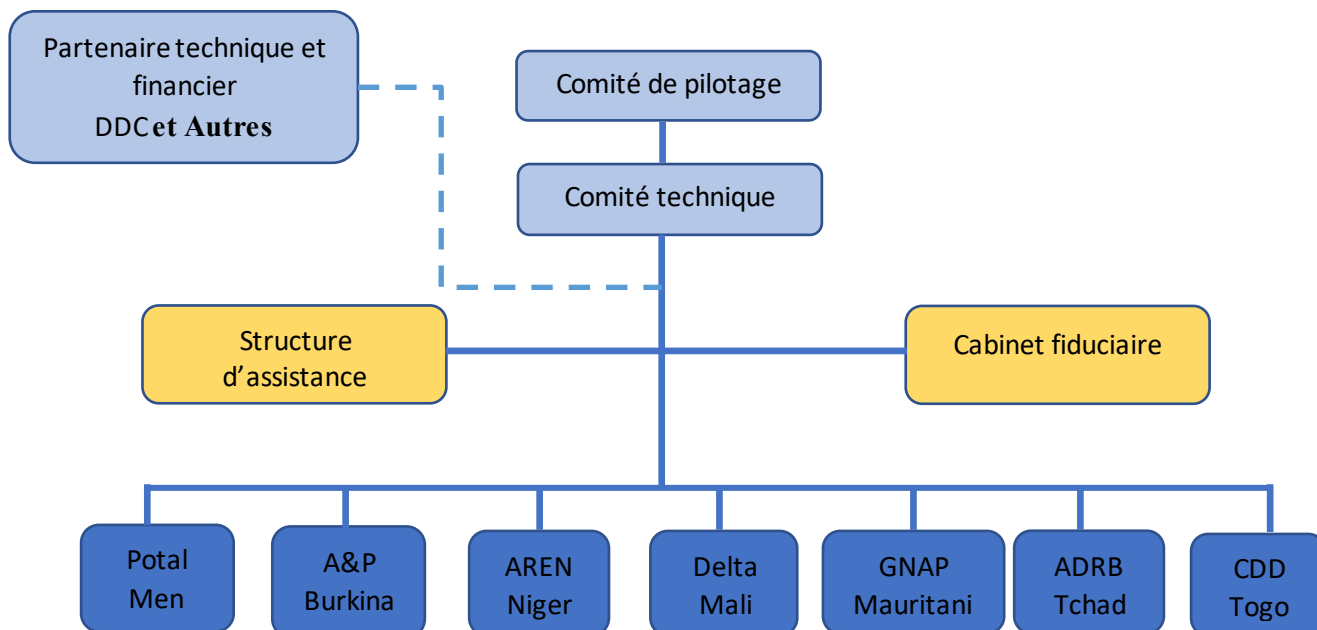 Partenaire technique et
financier
DDC et Autres
Comité de pilotage
Comité technique
Structure
d’assistance
Cabinet fiduciaire
Potal
Men
A&P
Burkina
AREN
Niger
Delta
Mali
GNAP
Mauritani
ADRB
Tchad
CDD
Togo